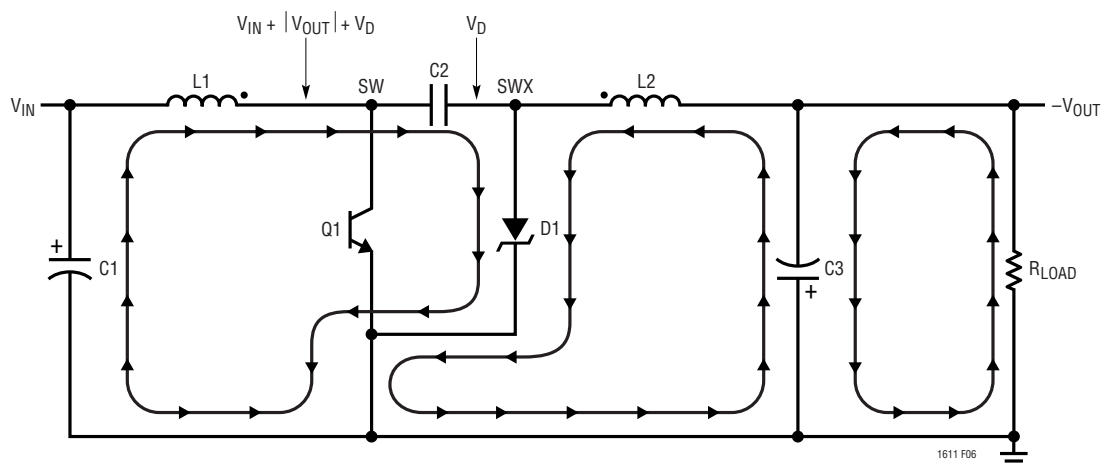 VIN + |VOUT| + VD
VD
L1
SW
C2
SWX
L2
VIN
–VOUT
Q1
D1
+
C1
C3
+
RLOAD
1611 F06